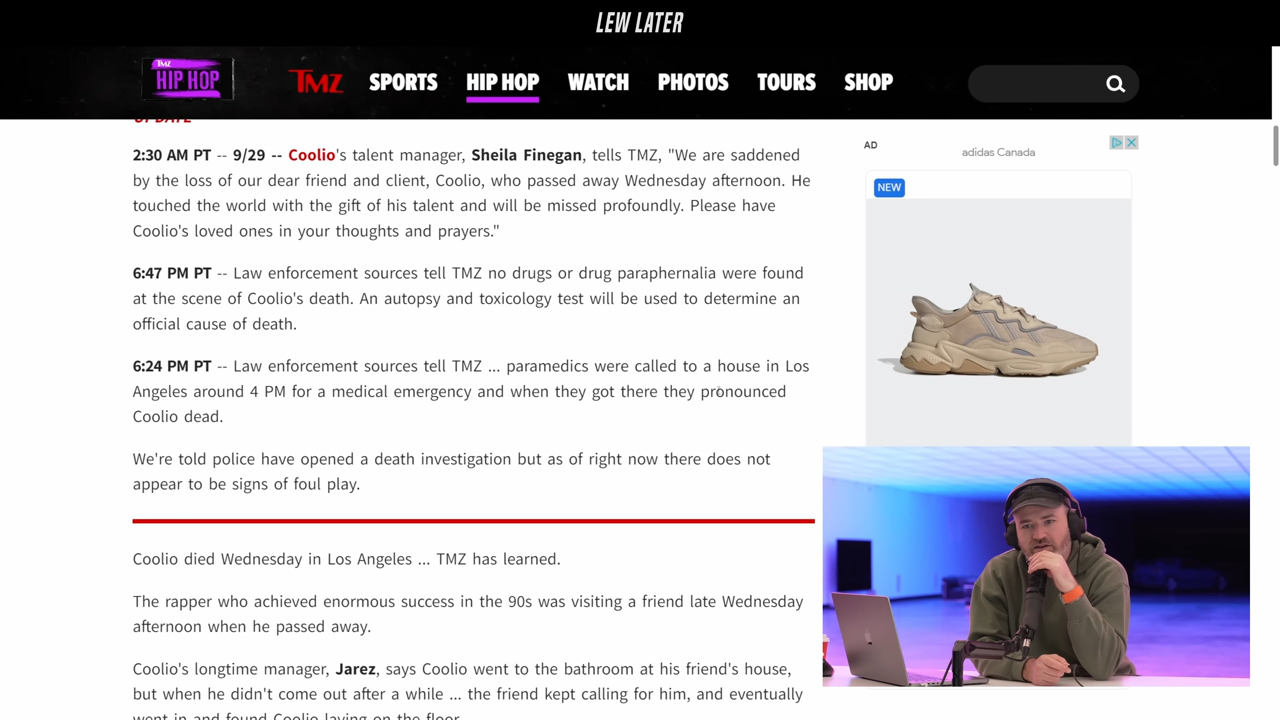 LEW LATER
TMZ
HIP HOP
TMZ
SPORTS
HIP HOP
WATCH
PHOTOS
TOURS
SHOP
UPDATE
2:30 AM PT -- 9/29 -- Coolio's talent manager, Sheila Finegan, tells TMZ, "We are saddened
by the loss of our dear friend and client, Coolio, who passed away Wednesday afternoon. He
touched the world with the gift of his talent and will be missed profoundly. Please have
Coolio's loved ones in your thoughts and prayers."
6:47 PM PT -- Law enforcement sources tell TMZ no drugs or drug paraphernalia were found
at the scene of Coolio's death. An autopsy and toxicology test will be used to determine an
official cause of death.
6:24 PM PT -- Law enforcement sources tell TMZ ... paramedics were called to a house in Los
Angeles around 4 PM for a medical emergency and when they got there they pronounced
Coolio dead.
We're told police have opened a death investigation but as of right now there does not
appear to be signs of foul play.
Coolio died Wednesday in Los Angeles ... TMZ has learned.
The rapper who achieved enormous success in the 90s was visiting a friend late Wednesday
afternoon when he passed away.
Coolio's longtime manager, Jarez, says Coolio went to the bathroom at his friend's house,
but when he didn't come out after a while ... the friend kept calling for him, and eventually
went in and found Coolio laying on the floor.
AD
adidas Canada
NEW